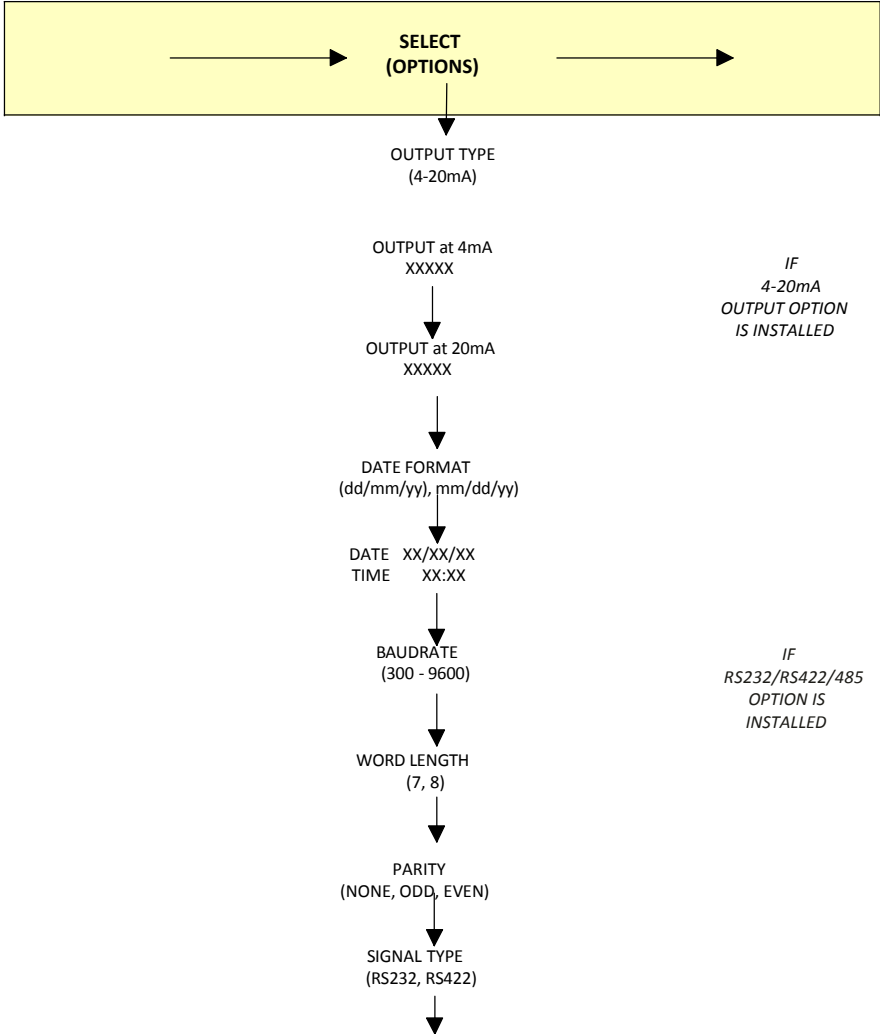 SELECT
(OPTIONS)
OUTPUT TYPE
(4-20mA)
OUTPUT at 4mA
XXXXX
IF
4-20mA
OUTPUT OPTION
IS INSTALLED
OUTPUT at 20mA
XXXXX
DATE FORMAT
(dd/mm/yy), mm/dd/yy)
DATE XX/XX/XX
TIME XX:XX
BAUDRATE
(300 - 9600)
IF
RS232/RS422/485
OPTION IS
INSTALLED
WORD LENGTH
(7, 8)
PARITY
(NONE, ODD, EVEN)
SIGNAL TYPE
(RS232, RS422)